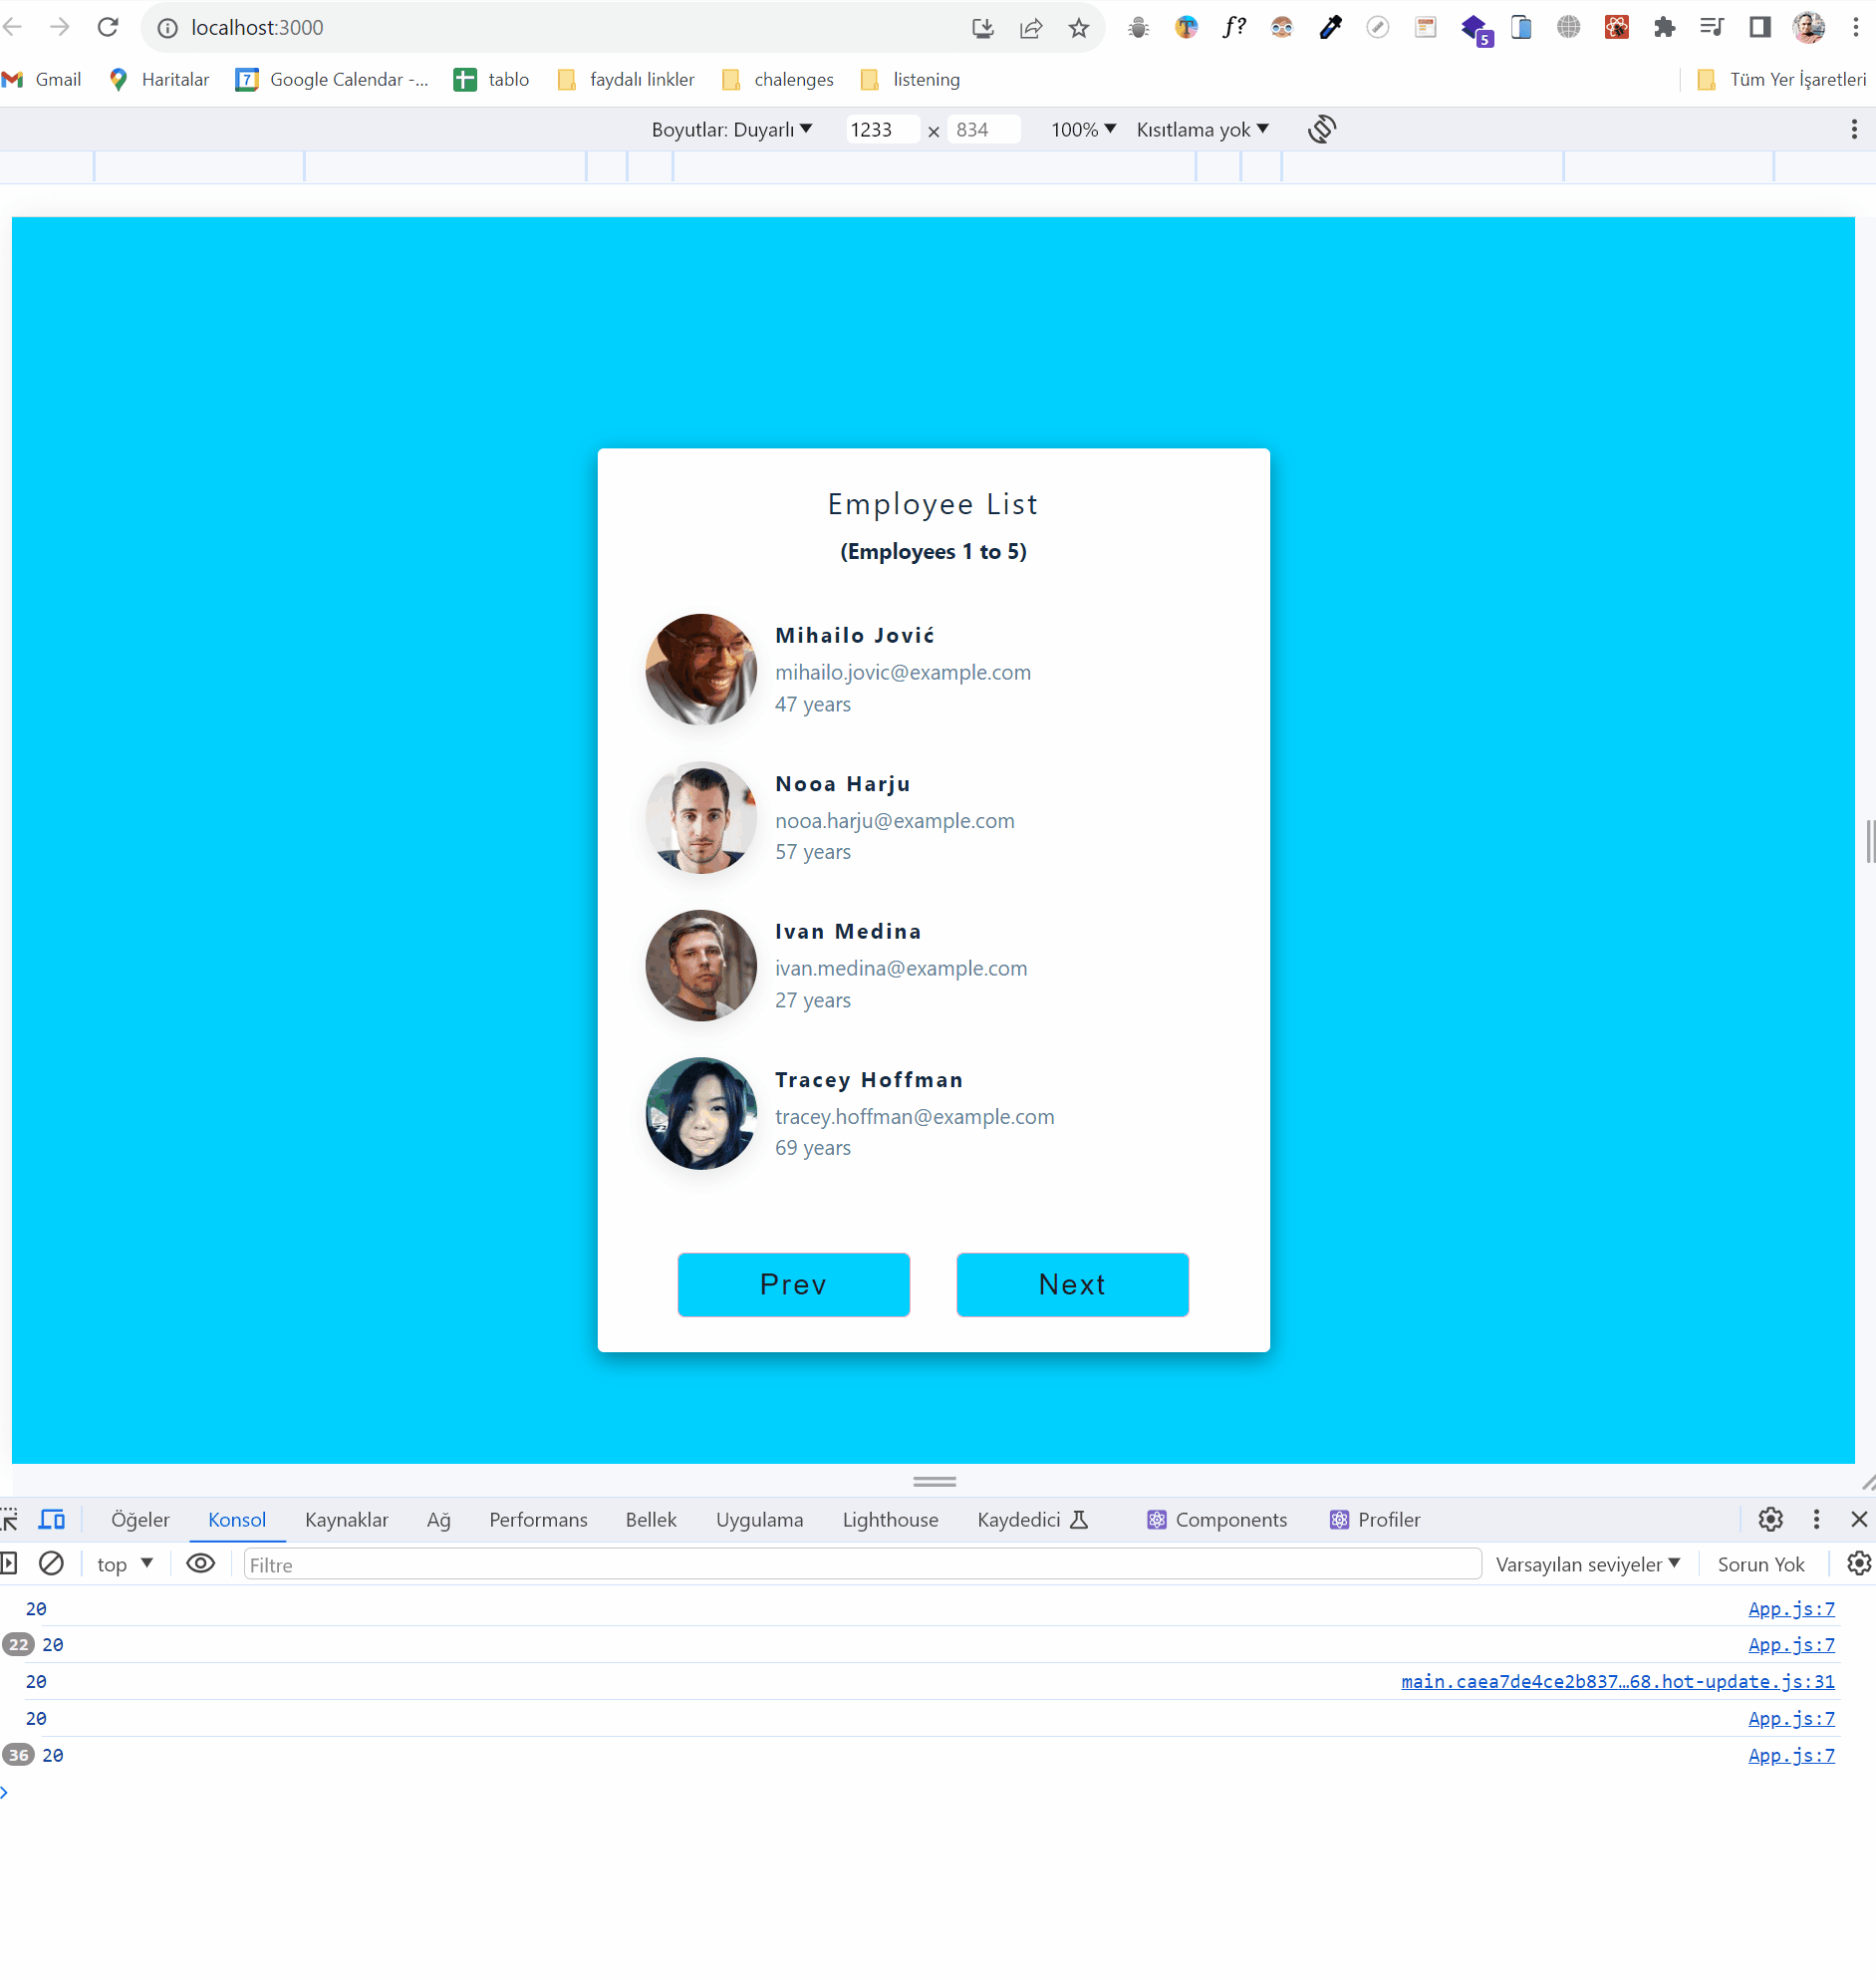 localhost:3000
f?
5
Gmail
Haritalar
7
Google Calendar -...
tablo
faydalı linkler
chalenges
listening
Tüm Yer İşaretleri
Boyutlar: Duyarlı
1233 × 834
100%
Kısıtlama yok
Employee List
(Employees 1 to 5)
Mihailo Jović
mihailo.jovic@example.com
47 years
Nooa Harju
nooa.harju@example.com
57 years
Ivan Medina
ivan.medina@example.com
27 years
Tracey Hoffman
tracey.hoffman@example.com
69 years
Prev
Next
Öğeler
Konsol
Kaynaklar
Ağ
Performans
Bellek
Uygulama
Lighthouse
Kaydedici
Components
Profiler
top
Filtre
Varsayılan seviyeler
Sorun Yok
20 App.js:7
22 20 App.js:7
20 main.caea7de4ce2b837…68.hot-update.js:31
20 App.js:7
36 20 App.js:7